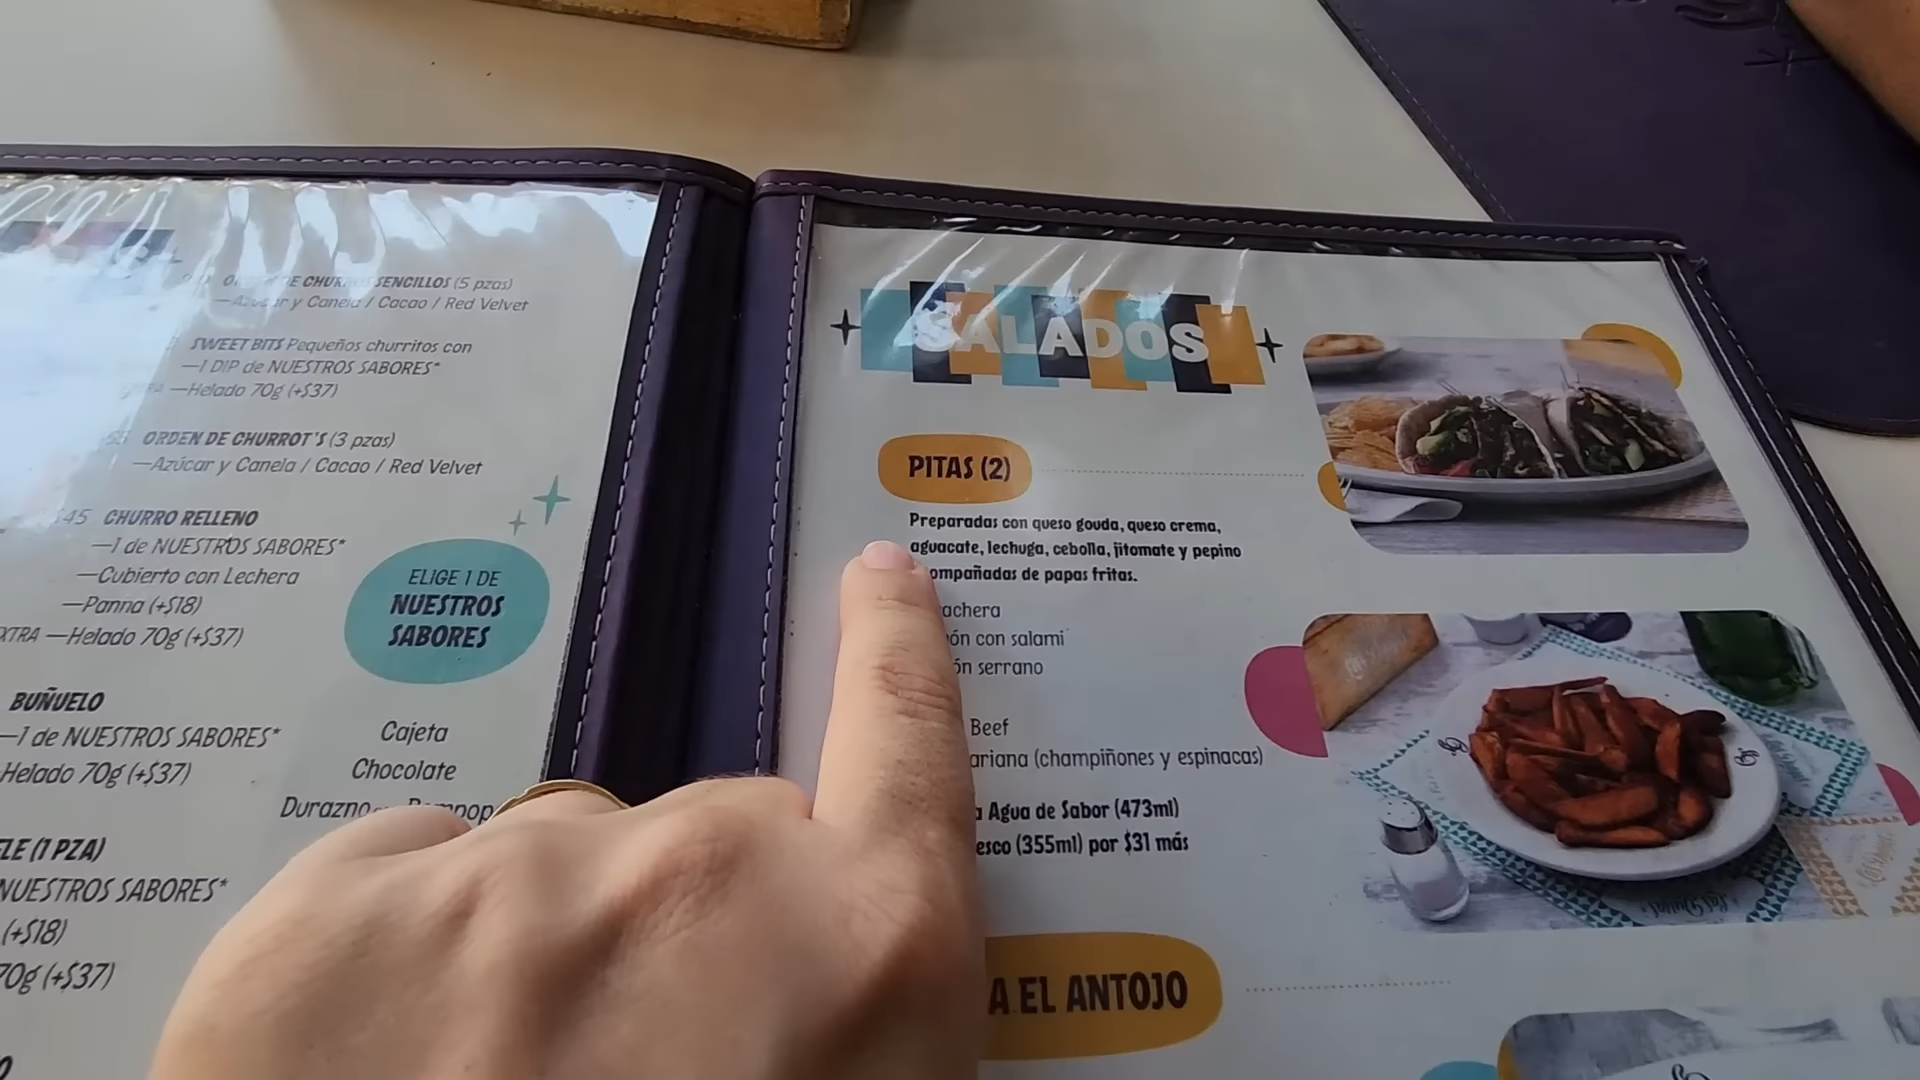 DE CHURROS SENCILLOS (5 pzas)
—Azúcar y Canela / Cacao / Red Velvet
SWEET BITS Pequeños churritos con
—1 DIP de NUESTROS SABORES*
—Helado 70g (+$37)
ORDEN DE CHURROT'S (3 pzas)
—Azúcar y Canela / Cacao / Red Velvet
$45 CHURRO RELLENO
—1 de NUESTROS SABORES*
—Cubierto con Lechera
—Panna (+$18)
XTRA —Helado 70g (+$37)
ELIGE 1 DE
NUESTROS
SABORES
BUÑUELO
—1 de NUESTROS SABORES*
Helado 70g (+$37)
Cajeta
Chocolate
Durazno
LE (1 PZA)
NUESTROS SABORES*
(+$18)
70g (+$37)
SALADOS
PITAS (2)
Preparadas con queso gouda, queso crema,
aguacate, lechuga, cebolla, jitomate y pepino
ompañadas de papas fritas.
achera
ón con salami
ón serrano
Beef
ariana (champiñones y espinacas)
Agua de Sabor (473ml)
esco (355ml) por $31 más
A EL ANTOJO